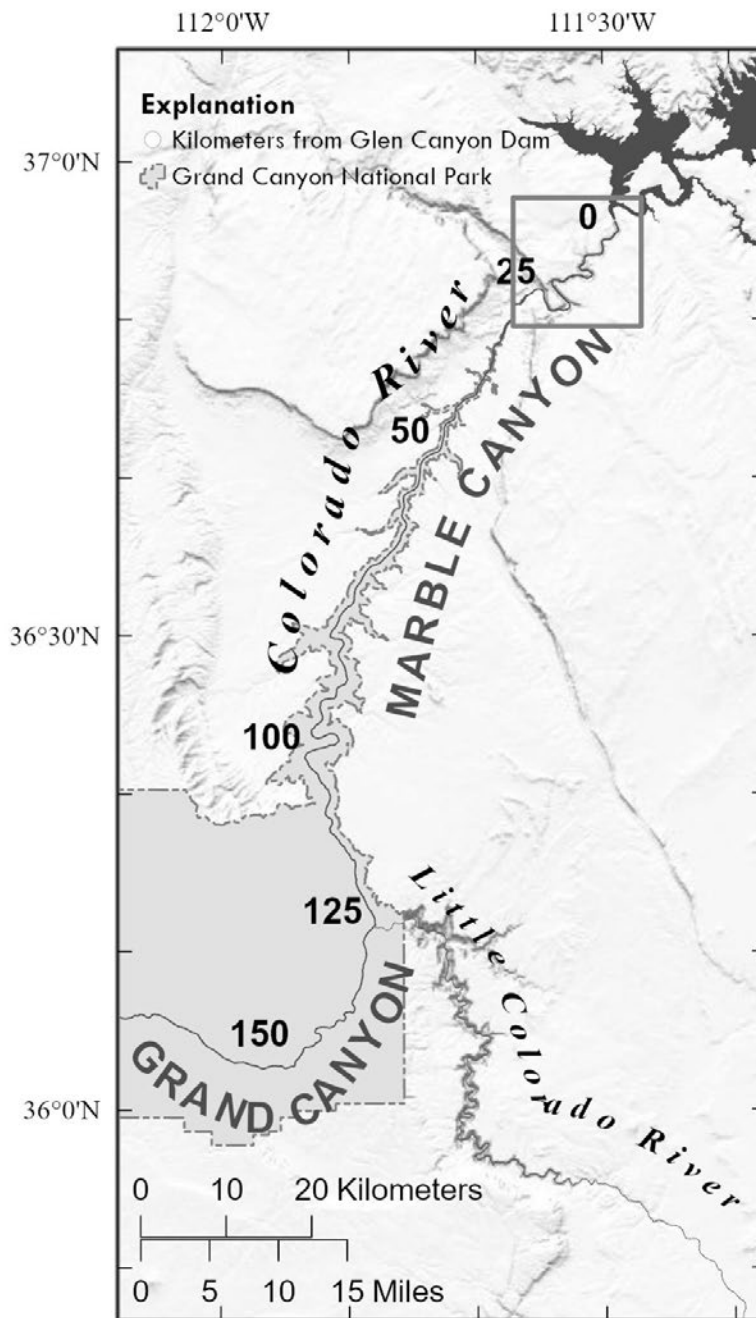 112°0'W
111°30'W
Explanation
Kilometers from Glen Canyon Dam
Grand Canyon National Park
37°0'N
0
25
Colorado River
50
MARBLE CANYON
36°30'N
100
Little Colorado River
125
150
GRAND CANYON
36°0'N
0 10 20 Kilometers
0 5 10 15 Miles